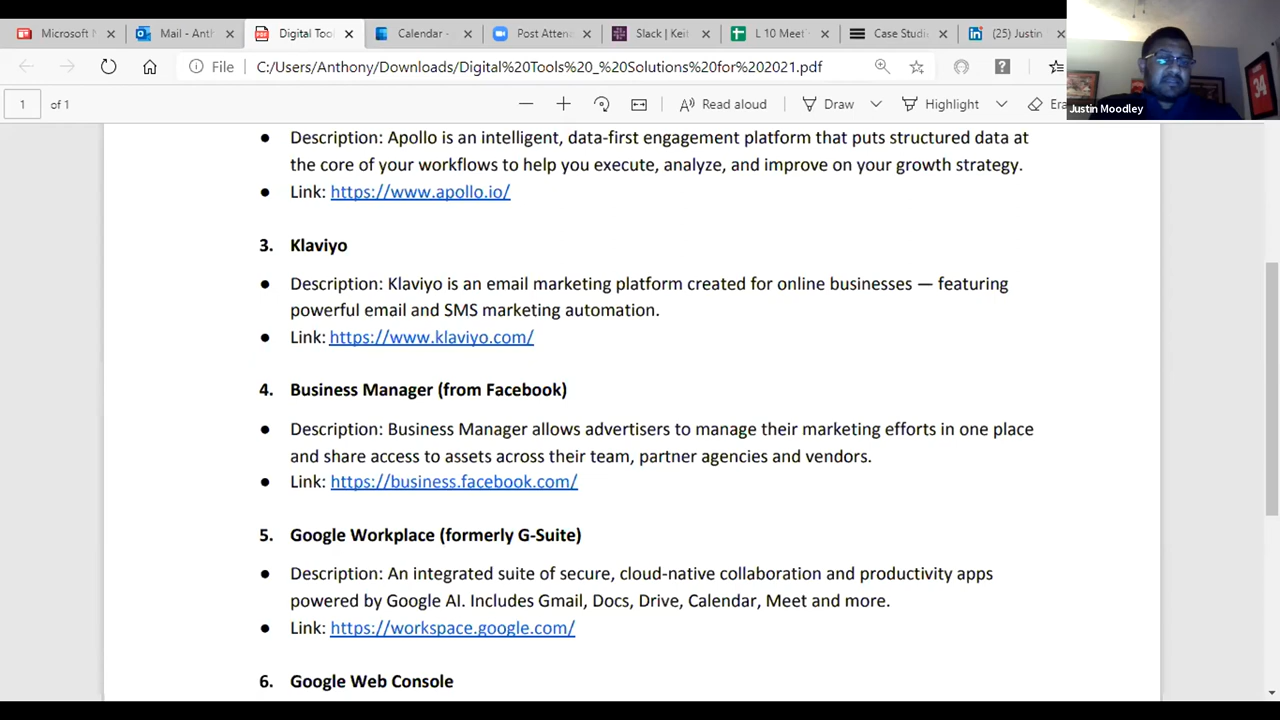 Microsoft N
Mail - Anth
Digital Too
Calendar -
Post Attend
Slack | Keit
L 10 Meet
Case Studie
(25) Justin
File
C:/Users/Anthony/Downloads/Digital%20Tools%20_%20Solutions%20for%202021.pdf
1 of 1
Read aloud
Draw
Highlight
Era
Justin Moodley
● Description: Apollo is an intelligent, data-first engagement platform that puts structured data at
the core of your workflows to help you execute, analyze, and improve on your growth strategy.
● Link: https://www.apollo.io/
3. Klaviyo
● Description: Klaviyo is an email marketing platform created for online businesses — featuring
powerful email and SMS marketing automation.
● Link: https://www.klaviyo.com/
4. Business Manager (from Facebook)
● Description: Business Manager allows advertisers to manage their marketing efforts in one place
and share access to assets across their team, partner agencies and vendors.
● Link: https://business.facebook.com/
5. Google Workplace (formerly G-Suite)
● Description: An integrated suite of secure, cloud-native collaboration and productivity apps
powered by Google AI. Includes Gmail, Docs, Drive, Calendar, Meet and more.
● Link: https://workspace.google.com/
6. Google Web Console